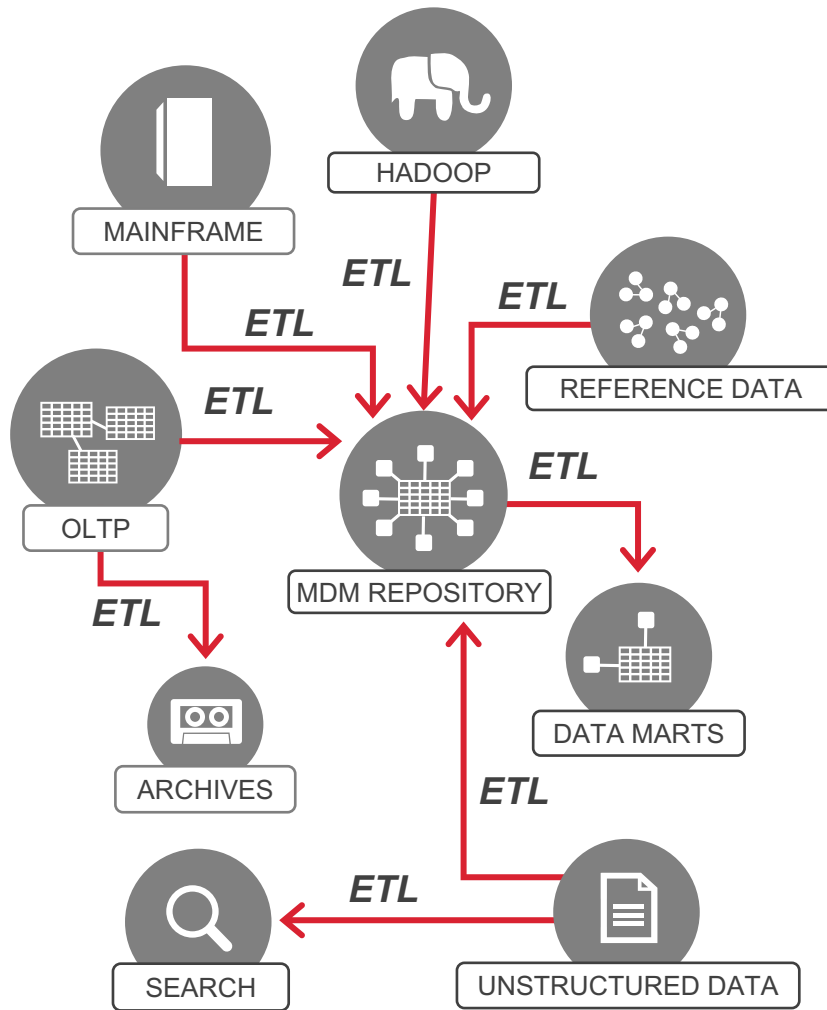 HADOOP
MAINFRAME
ETL
ETL
ETL
REFERENCE DATA
ETL
ETL
OLTP
MDM REPOSITORY
ETL
DATA MARTS
ARCHIVES
ETL
ETL
SEARCH
UNSTRUCTURED DATA